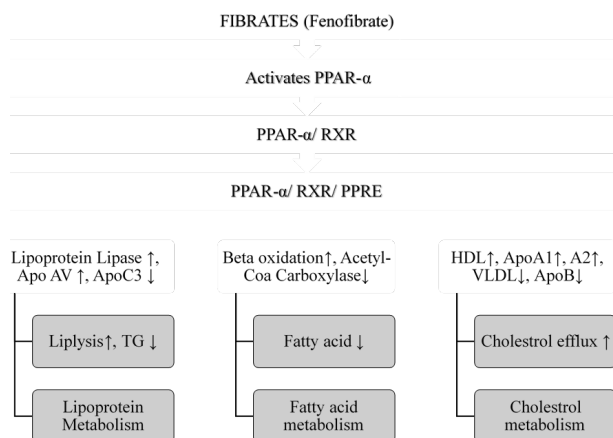 FIBRATES (Fenofibrate)
Activates PPAR-α
PPAR-α/ RXR
PPAR-α/ RXR/ PPRE
Lipoprotein Lipase ↑,
Apo AV ↑, ApoC3 ↓
Liplysis↑, TG ↓
Lipoprotein
Metabolism
Beta oxidation↑, Acetyl-
Coa Carboxylase↓
Fatty acid ↓
Fatty acid
metabolism
HDL↑, ApoA1↑, A2↑,
VLDL↓, ApoB↓
Cholestrol efflux ↑
Cholestrol
metabolism